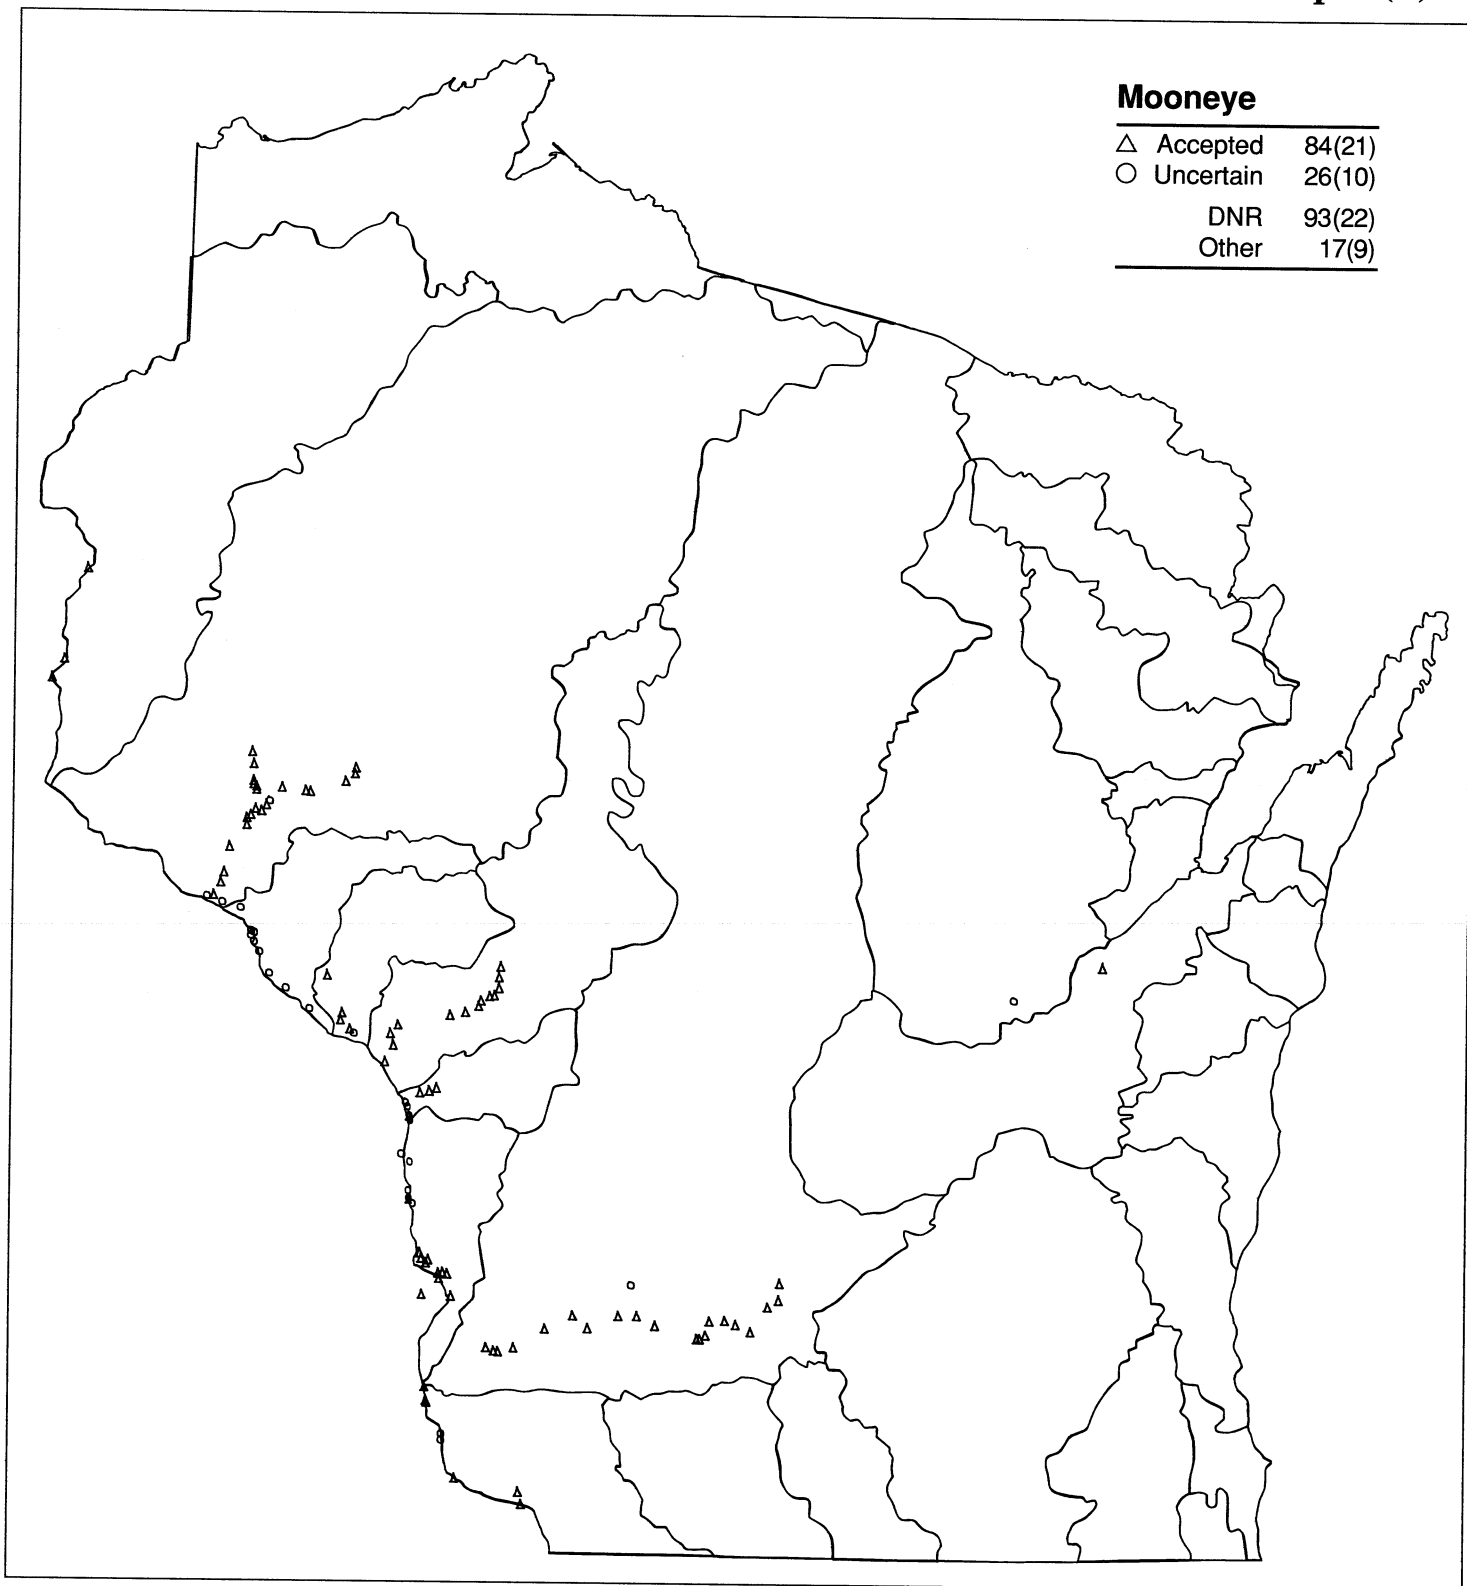 Mooneye
△ Accepted 84(21)
○ Uncertain 26(10)
DNR 93(22)
Other 17(9)